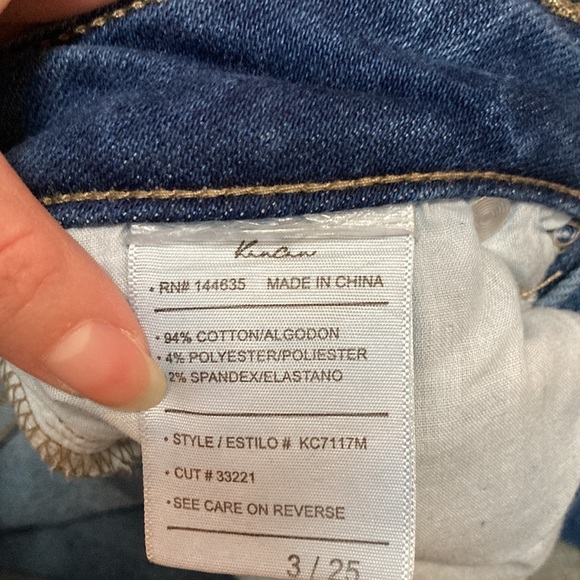 KanCan
• RN# 144635 MADE IN CHINA
• 94% COTTON/ALGODON
• 4% POLYESTER/POLIESTER
2% SPANDEX/ELASTANO
• STYLE / ESTILO # KC7117M
• CUT # 33221
• SEE CARE ON REVERSE
3 / 25